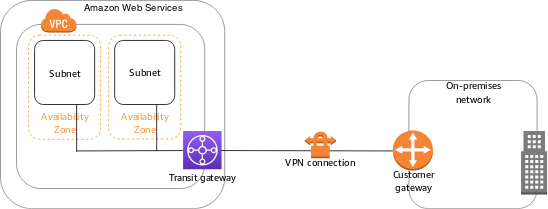 Amazon Web Services
VPC
Subnet
Subnet
Availability
Zone
Availability
Zone
Transit gateway
VPN connection
Customer
gateway
On-premises
network